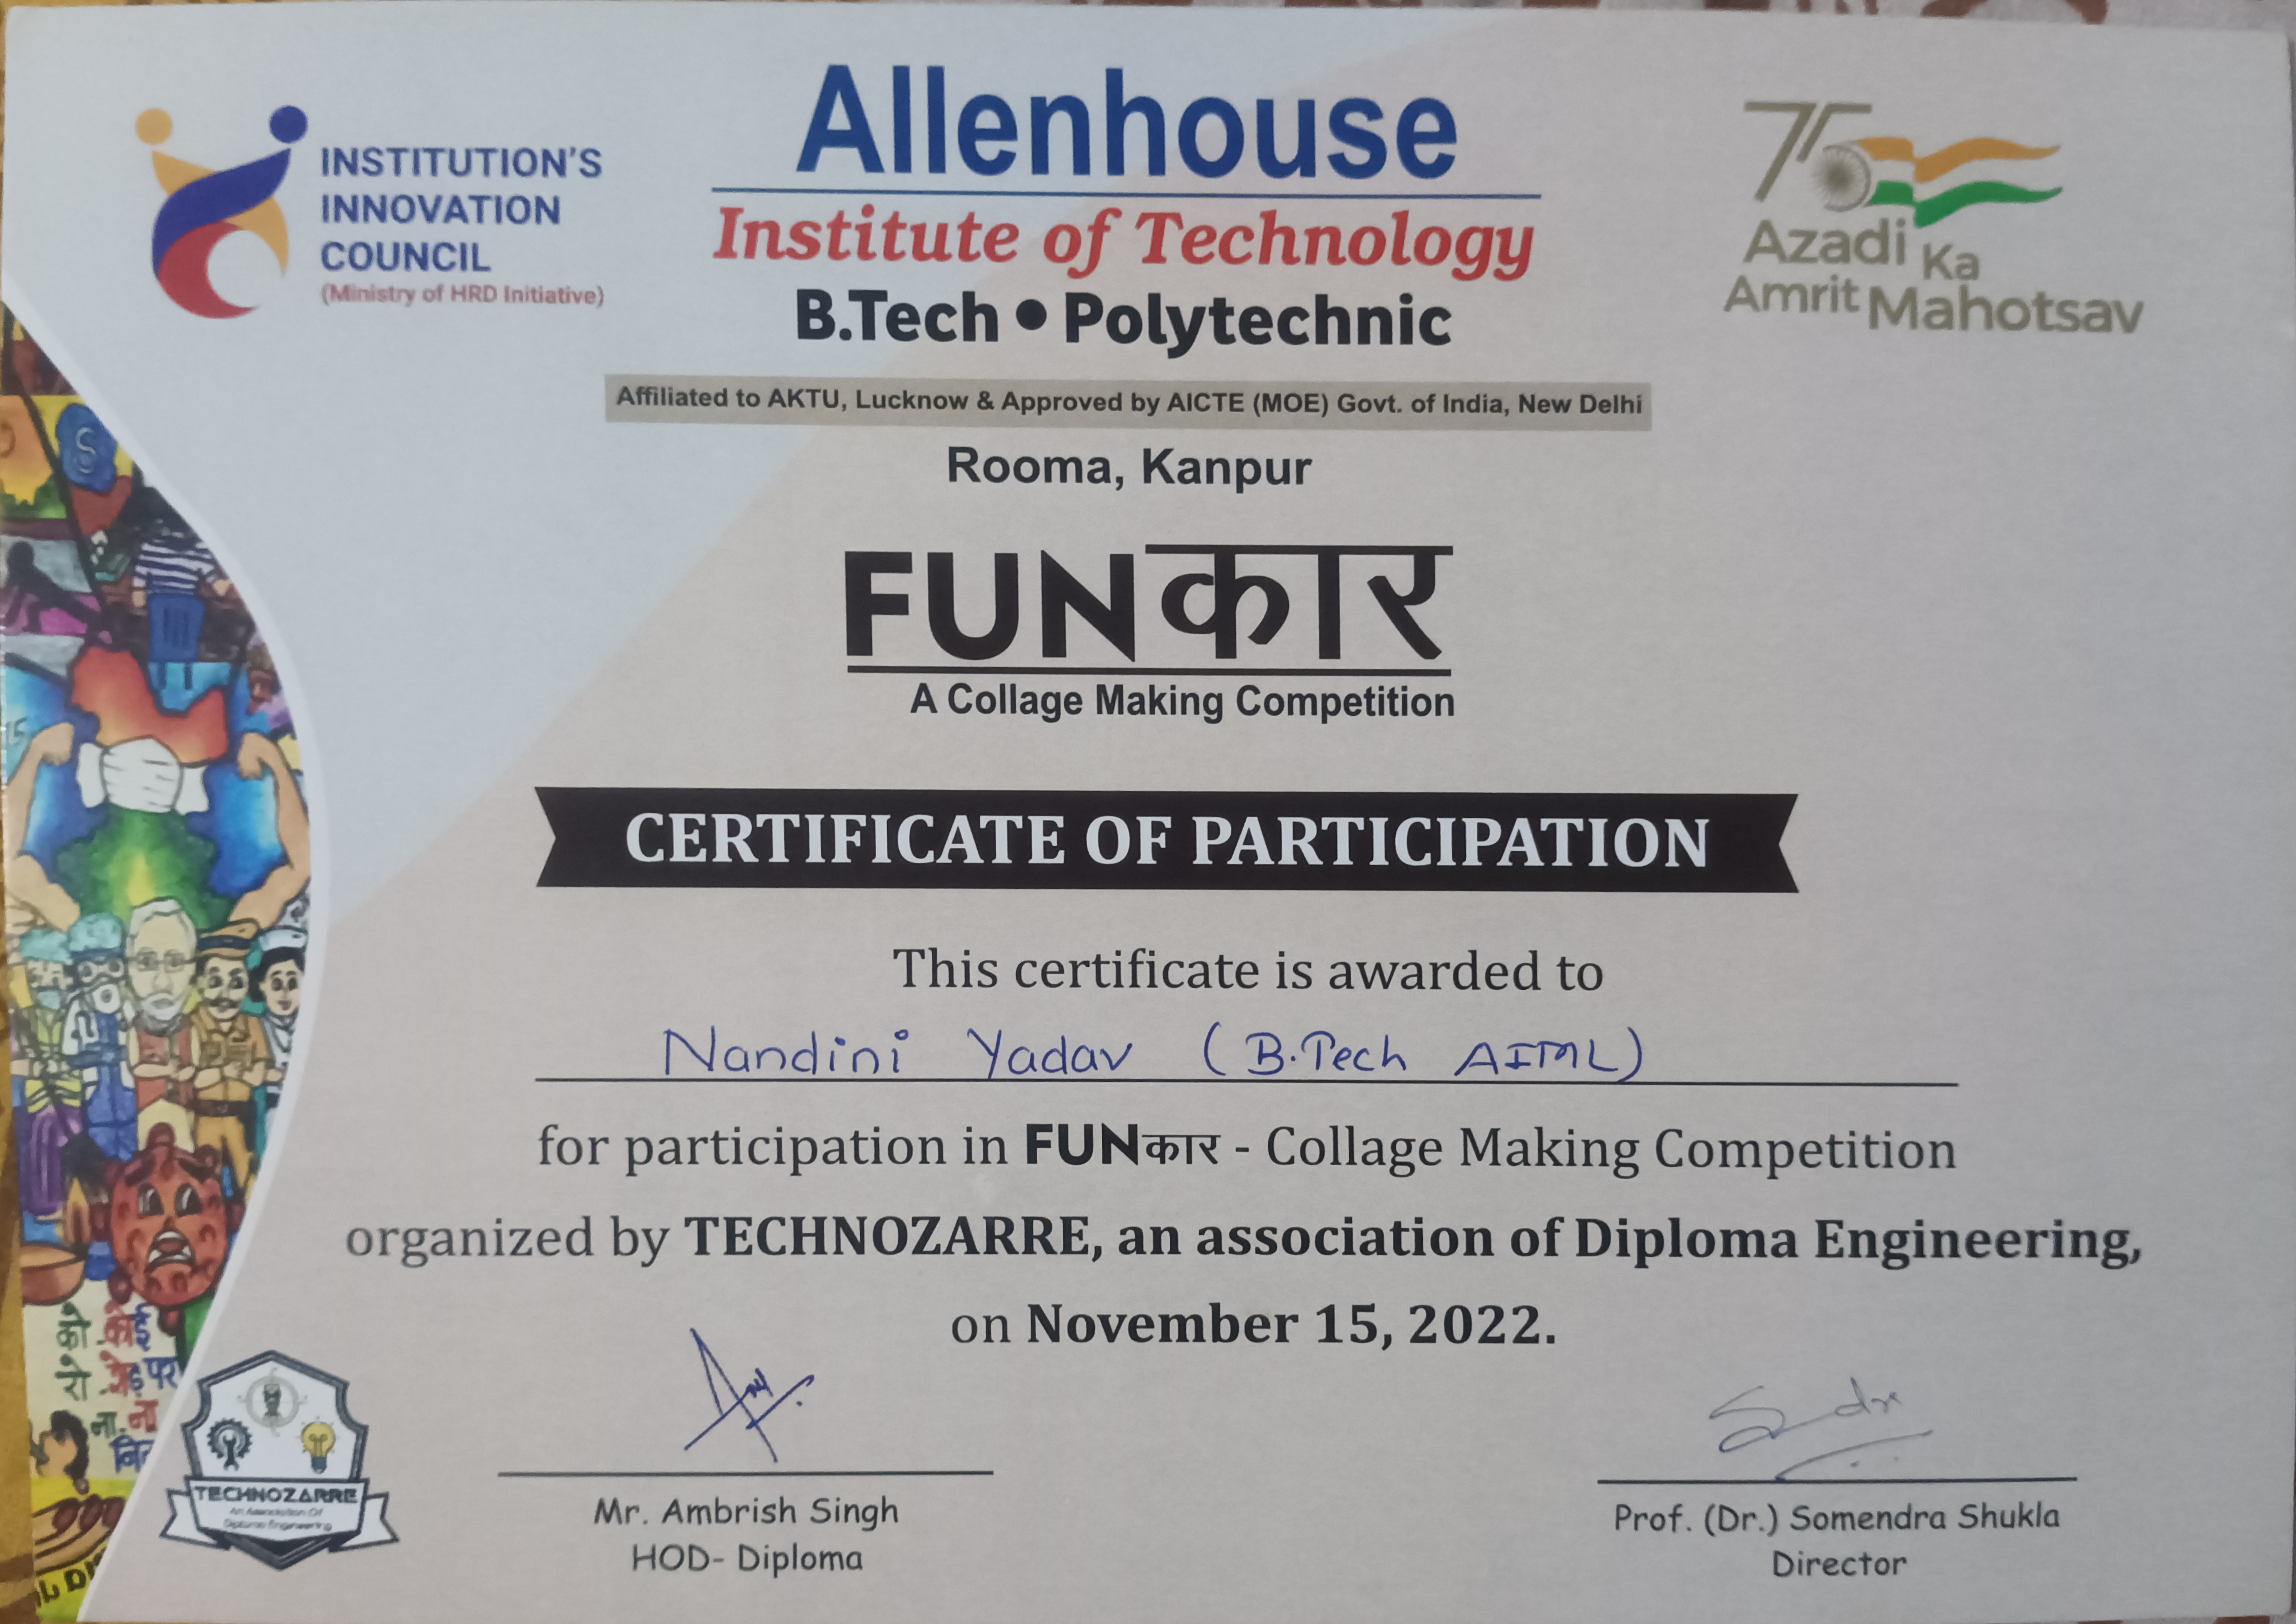 INSTITUTION'S
INNOVATION
COUNCIL
(Ministry of HRD Initiative)
Allenhouse
Institute of Technology
B.Tech • Polytechnic
75
Azadi Ka
Amrit Mahotsav
Affiliated to AKTU, Lucknow & Approved by AICTE (MOE) Govt. of India, New Delhi
Rooma, Kanpur
FUNकार
A Collage Making Competition
CERTIFICATE OF PARTICIPATION
This certificate is awarded to
Nandini Yadav (B.Tech AIML)
for participation in FUNकार - Collage Making Competition
organized by TECHNOZARRE, an association of Diploma Engineering,
on November 15, 2022.
को कोई
रो रोड पर
ना ना
TECHNOZARRE
An Association Of
Diploma Engineering
Mr. Ambrish Singh
HOD- Diploma
Prof. (Dr.) Somendra Shukla
Director